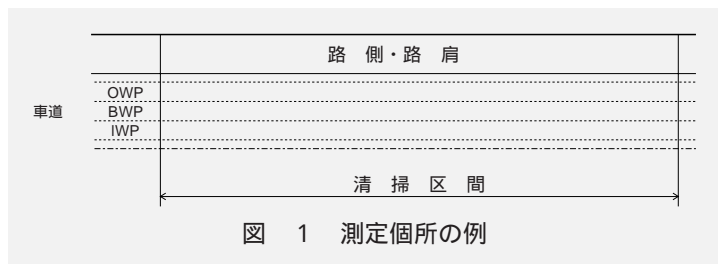 路 側・路 肩
OWP
車道 BWP
IWP
清 掃 区 間
図 1 測定個所の例